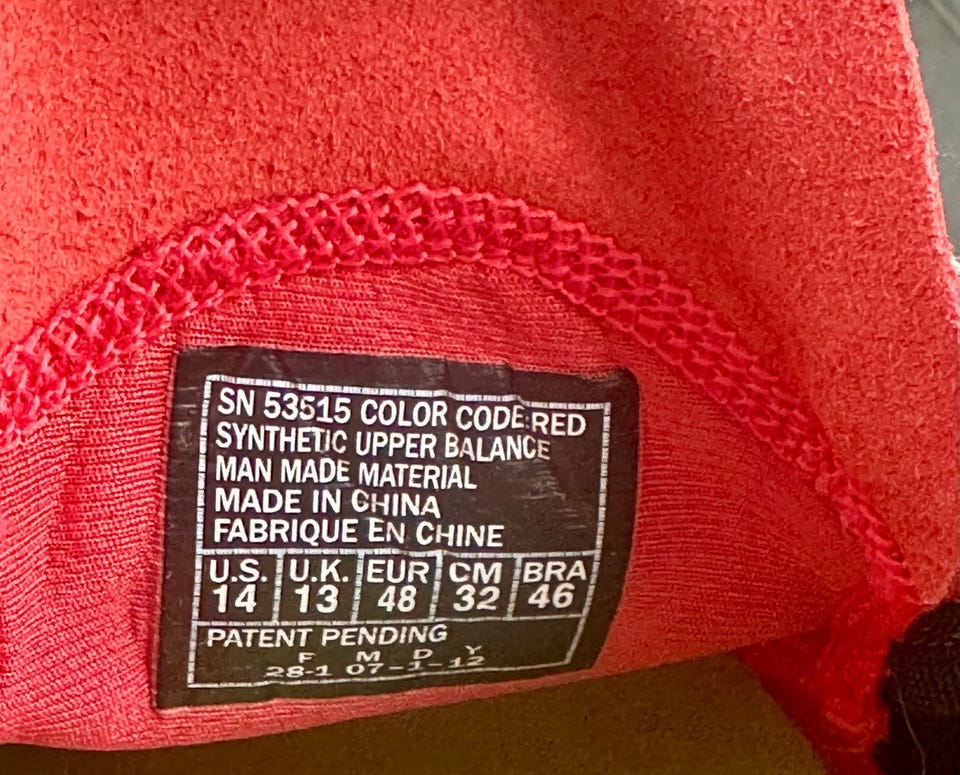 SN 53515 COLOR CODE:RED
SYNTHETIC UPPER BALANCE
MAN MADE MATERIAL
MADE IN CHINA
FABRIQUE EN CHINE
U.S. U.K. EUR CM BRA
14 13 48 32 46
PATENT PENDING
F M D Y
28-1 07-1-12